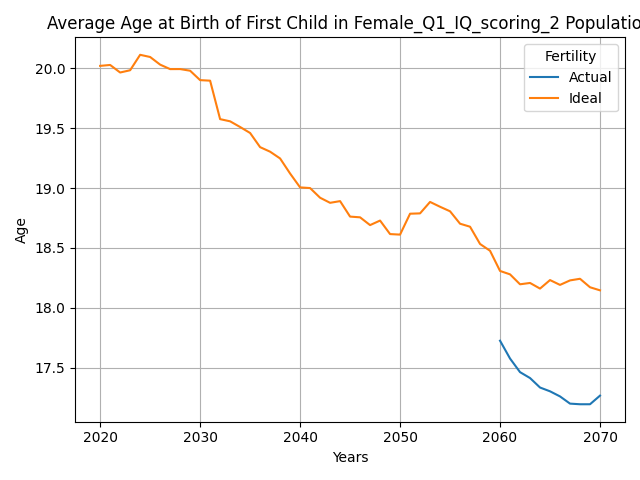 Average Age at Birth of First Child in Female_Q1_IQ_scoring_2 Populatio
Fertility
Actual
Ideal
20.0
19.5
19.0
18.5
18.0
17.5
Age
2020 2030 2040 2050 2060 2070
Years